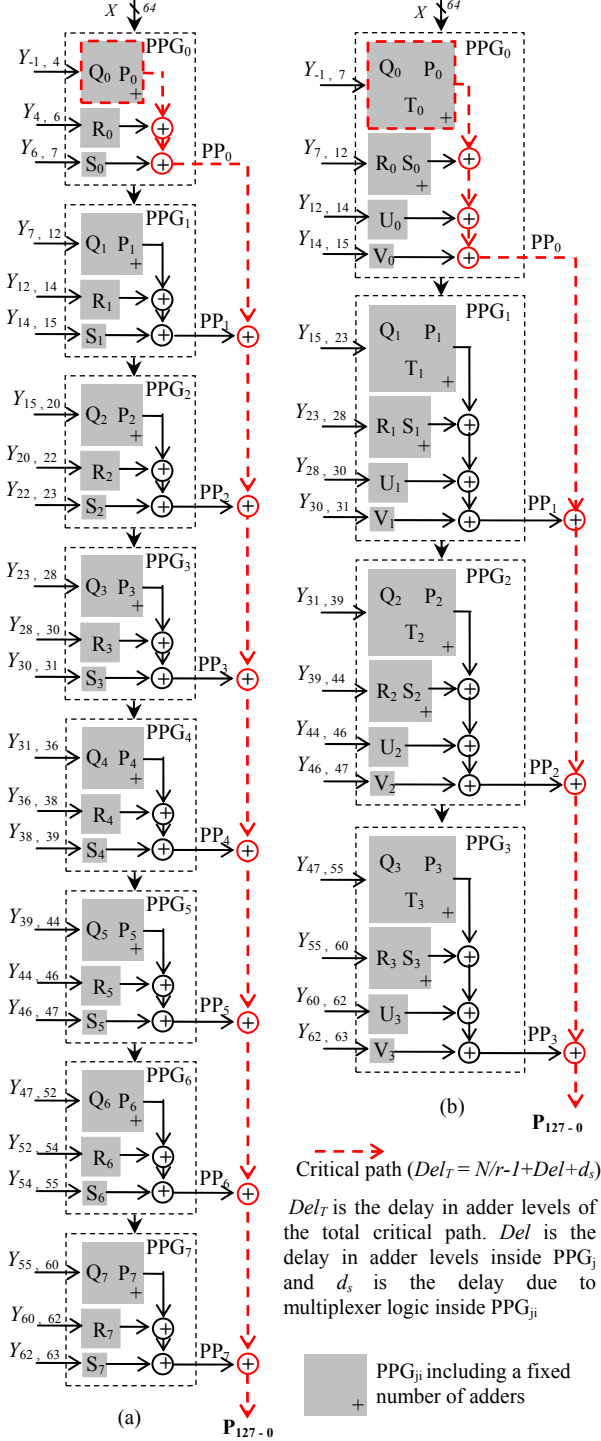 X 64
PPG0
Y-1, 4 Q0 P0 +
Y4, 6 R0 +
Y6, 7 S0 + PP0
PPG1
Y7, 12 Q1 P1 +
Y12, 14 R1 +
Y14, 15 S1 + PP1 +
PPG2
Y15, 20 Q2 P2 +
Y20, 22 R2 +
Y22, 23 S2 + PP2 +
PPG3
Y23, 28 Q3 P3 +
Y28, 30 R3 +
Y30, 31 S3 + PP3 +
PPG4
Y31, 36 Q4 P4 +
Y36, 38 R4 +
Y38, 39 S4 + PP4 +
PPG5
Y39, 44 Q5 P5 +
Y44, 46 R5 +
Y46, 47 S5 + PP5 +
PPG6
Y47, 52 Q6 P6 +
Y52, 54 R6 +
Y54, 55 S6 + PP6 +
PPG7
Y55, 60 Q7 P7 +
Y60, 62 R7 +
Y62, 63 S7 + PP7 +
(a) P127 - 0
X 64
PPG0
Y-1, 7 Q0 P0
T0 +
Y7, 12 R0 S0 + +
Y12, 14 U0 +
Y14, 15 V0 + PP0
PPG1
Y15, 23 Q1 P1
T1 +
Y23, 28 R1 S1 + +
Y28, 30 U1 +
Y30, 31 V1 + PP1 +
PPG2
Y31, 39 Q2 P2
T2 +
Y39, 44 R2 S2 + +
Y44, 46 U2 +
Y46, 47 V2 + PP2 +
PPG3
Y47, 55 Q3 P3
T3 +
Y55, 60 R3 S3 + +
Y60, 62 U3 +
Y62, 63 V3 + PP3 +
(b)
P127 - 0
Critical path (DelT = N/r-1+Del+ds)
DelT is the delay in adder levels of
the total critical path. Del is the
delay in adder levels inside PPGj
and ds is the delay due to
multiplexer logic inside PPGji
PPGji including a fixed
+ number of adders